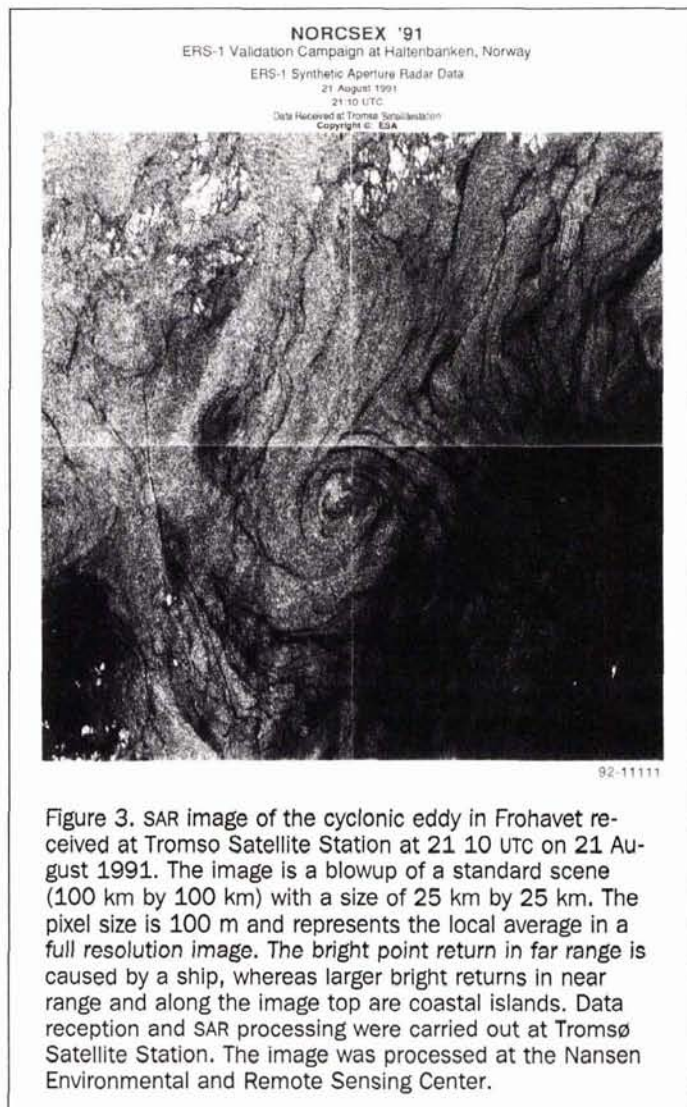 NORCSEX '91
ERS-1 Validation Campaign at Haltenbanken, Norway
ERS-1 Synthetic Aperture Radar Data
21 August 1991
21:10 UTC
Data Received at Tromsø Satellitestation
Copyright ©: ESA
92-11111
Figure 3. SAR image of the cyclonic eddy in Frohavet re-
ceived at Tromso Satellite Station at 21 10 UTC on 21 Au-
gust 1991. The image is a blowup of a standard scene
(100 km by 100 km) with a size of 25 km by 25 km. The
pixel size is 100 m and represents the local average in a
full resolution image. The bright point return in far range is
caused by a ship, whereas larger bright returns in near
range and along the image top are coastal islands. Data
reception and SAR processing were carried out at Tromsø
Satellite Station. The image was processed at the Nansen
Environmental and Remote Sensing Center.